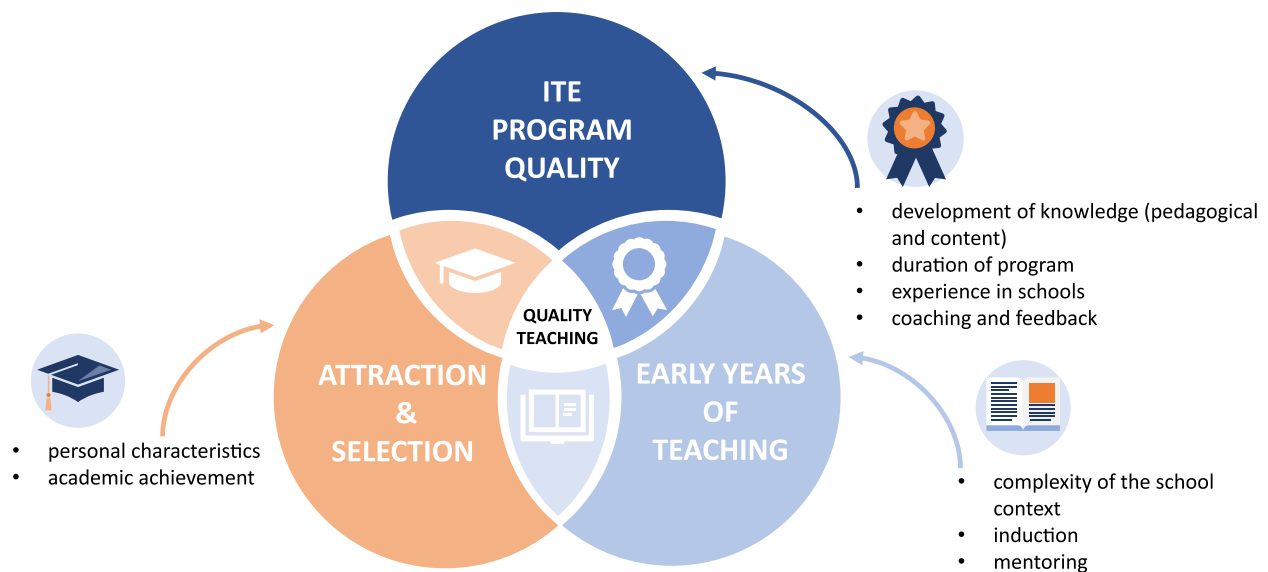 ITE
PROGRAM
QUALITY
• development of knowledge (pedagogical
and content)
• duration of program
• experience in schools
• coaching and feedback
QUALITY
TEACHING
ATTRACTION
&
SELECTION
EARLY YEARS
OF
TEACHING
• personal characteristics
• academic achievement
• complexity of the school
context
• induction
• mentoring